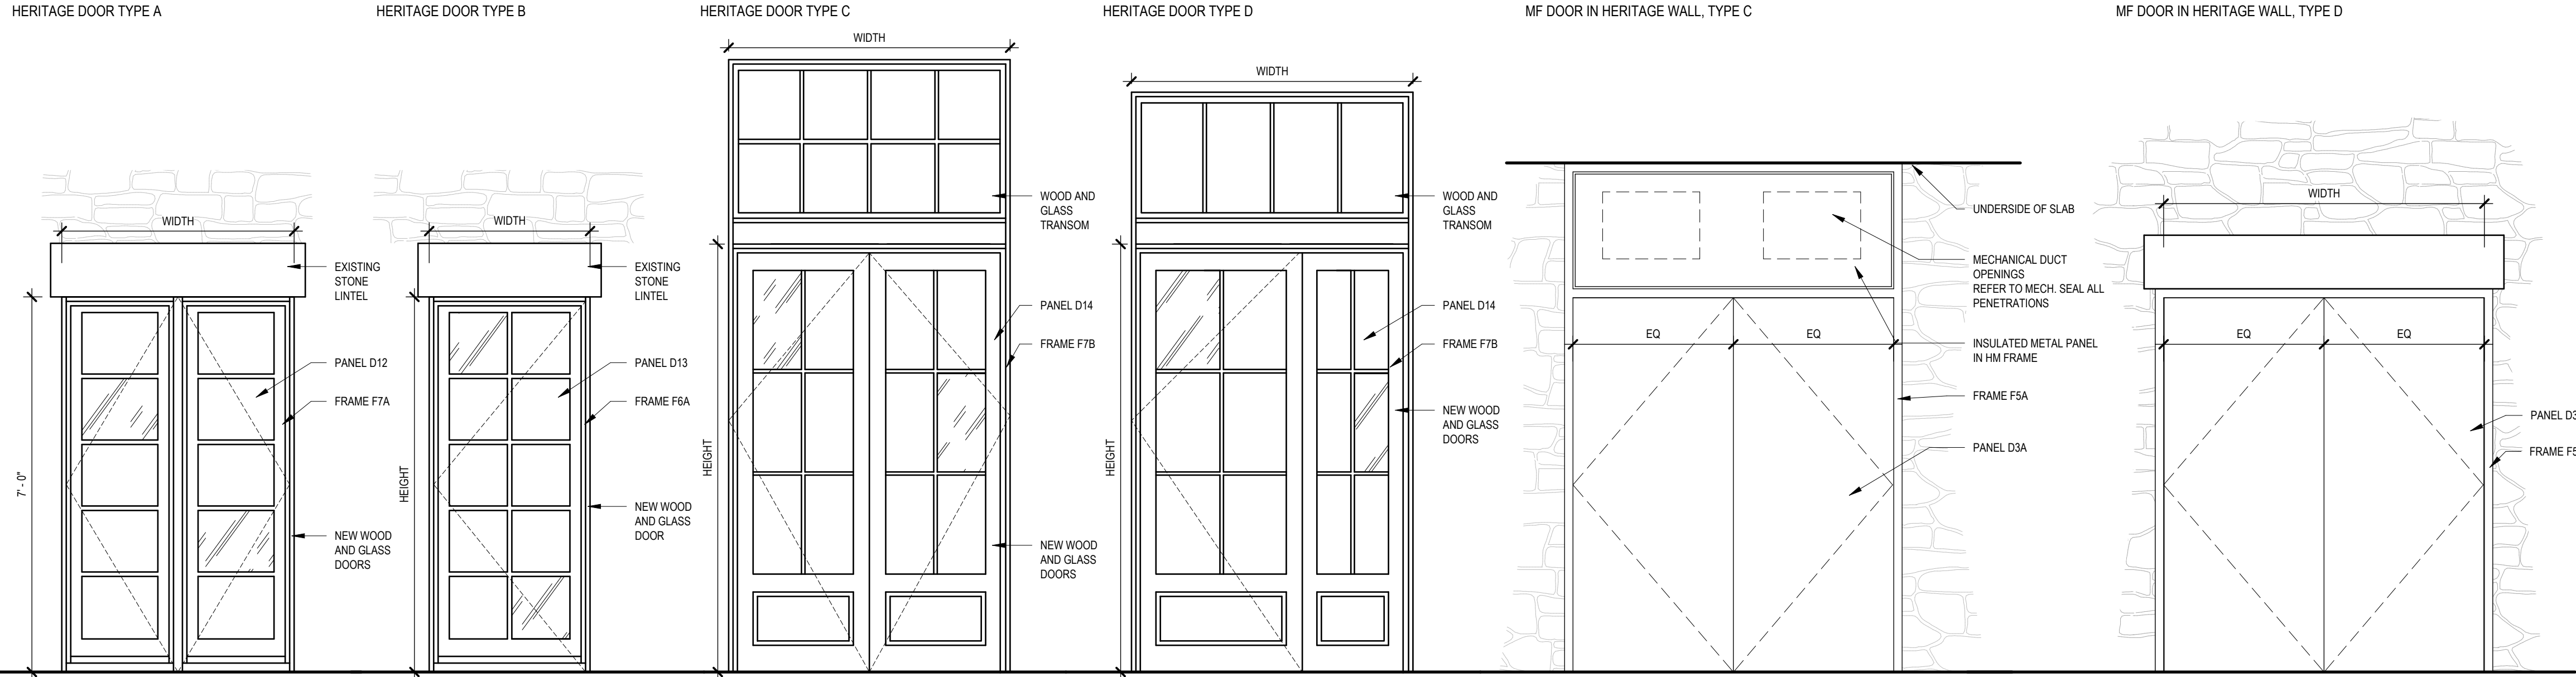 HERITAGE DOOR TYPE A
WIDTH
EXISTING
STONE
LINTEL
PANEL D12
FRAME F7A
NEW WOOD
AND GLASS
DOORS
7' - 0"
HERITAGE DOOR TYPE B
WIDTH
EXISTING
STONE
LINTEL
PANEL D13
FRAME F6A
NEW WOOD
AND GLASS
DOOR
HEIGHT
HERITAGE DOOR TYPE C
WIDTH
WOOD AND
GLASS
TRANSOM
PANEL D14
FRAME F7B
NEW WOOD
AND GLASS
DOORS
HEIGHT
HERITAGE DOOR TYPE D
WIDTH
WOOD AND
GLASS
TRANSOM
PANEL D14
FRAME F7B
NEW WOOD
AND GLASS
DOORS
HEIGHT
MF DOOR IN HERITAGE WALL, TYPE C
UNDERSIDE OF SLAB
MECHANICAL DUCT
OPENINGS
REFER TO MECH. SEAL ALL
PENETRATIONS
EQ
EQ
INSULATED METAL PANEL
IN HM FRAME
FRAME F5A
PANEL D3A
MF DOOR IN HERITAGE WALL, TYPE D
WIDTH
EQ
EQ
PANEL
FRAME